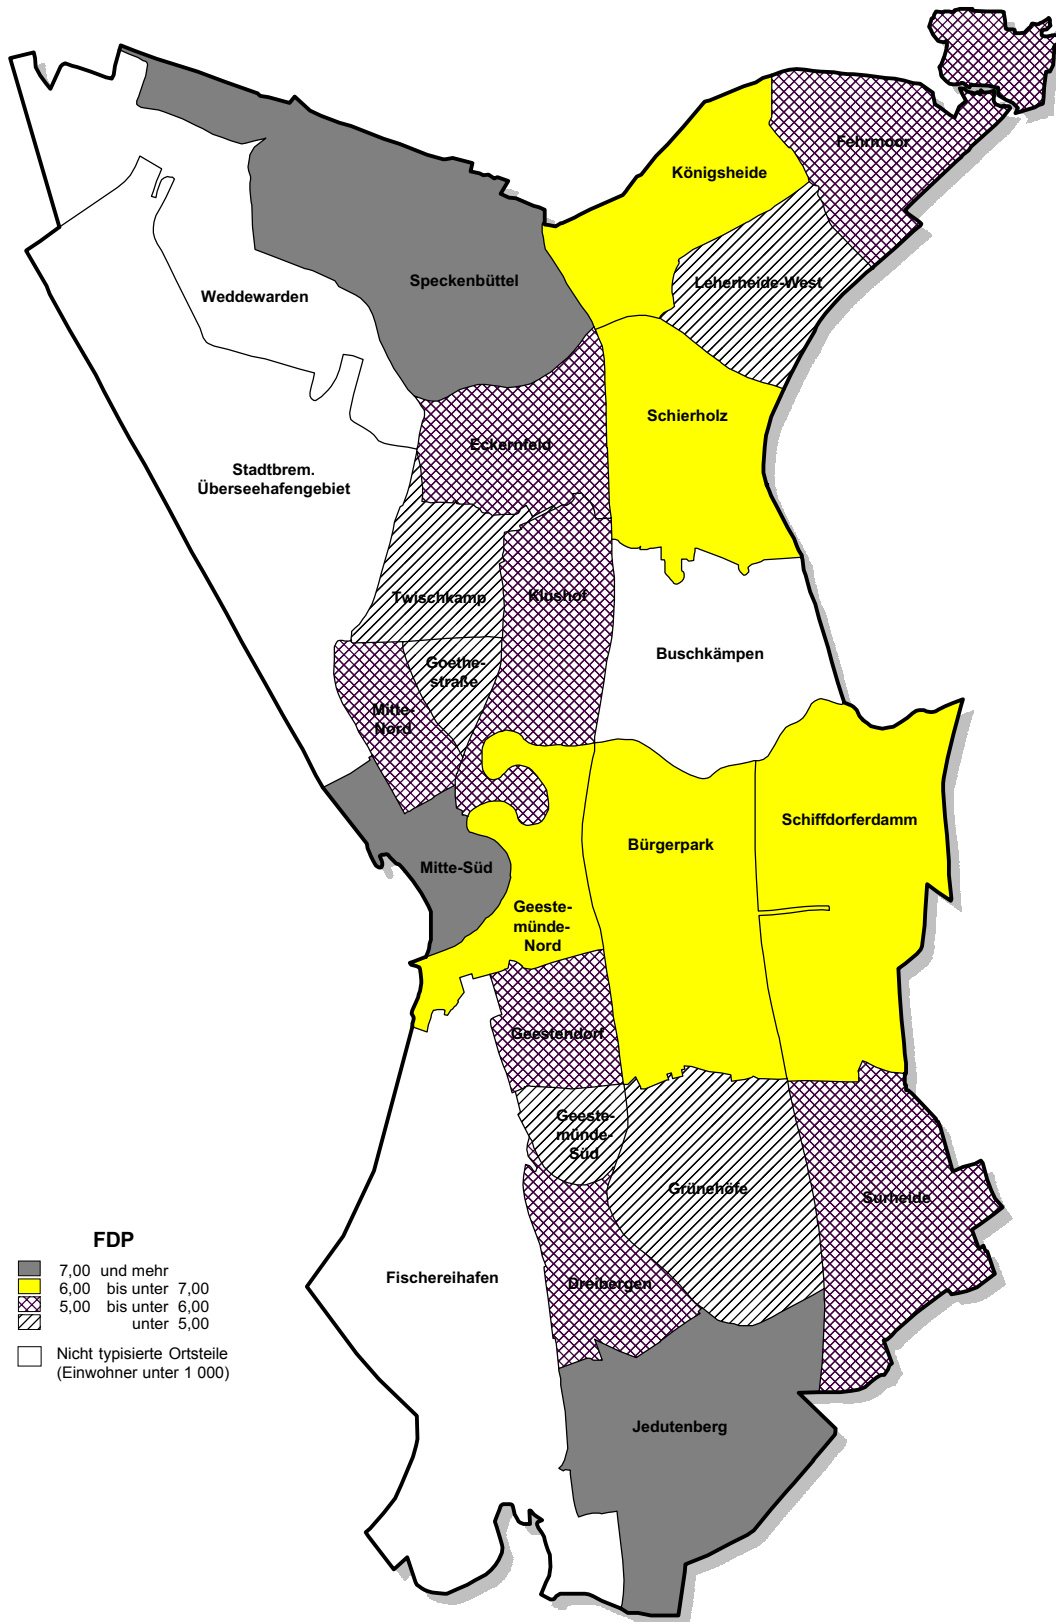 Fehrmoor
Königsheide
Speckenbüttel
Leherheide-West
Weddewarden
Schierholz
Eckernfeld
Stadtbrem.
Überseehafengebiet
Twischkamp
Klushof
Buschkämpen
Goethe-
straße
Mitte-
Nord
Schiffdorferdamm
Bürgerpark
Mitte-Süd
Geeste-
münde-
Nord
Geestendorf
Geeste-
münde-
Süd
Grünehöfe
Surheide
Fischereihafen
Dreibergen
Jedutenberg
FDP
7,00 und mehr
6,00 bis unter 7,00
5,00 bis unter 6,00
unter 5,00
Nicht typisierte Ortsteile
(Einwohner unter 1 000)